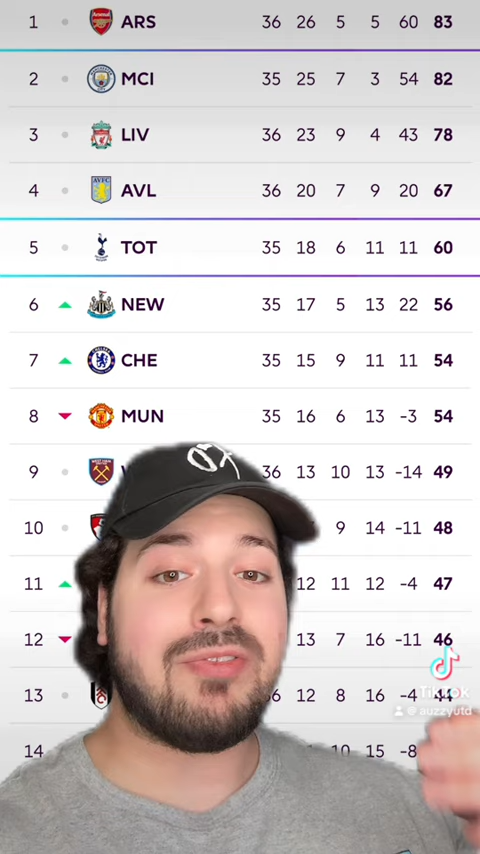 1 ARS 36 26 5 5 60 83
2 MCI 35 25 7 3 54 82
3 LIV 36 23 9 4 43 78
4 AVL 36 20 7 9 20 67
5 TOT 35 18 6 11 11 60
6 NEW 35 17 5 13 22 56
7 CHE 35 15 9 11 11 54
8 MUN 35 16 6 13 -3 54
9 36 13 10 13 -14 49
10 9 14 -11 48
11 12 11 12 -4 47
12 13 7 16 -11 46
13 12 8 16 -4 44
14 10 15 -8
TikTok
@auzzyutd